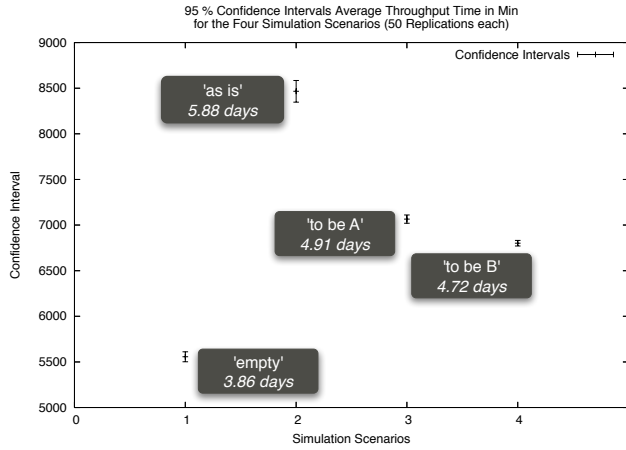 95 % Confidence Intervals Average Throughput Time in Min
for the Four Simulation Scenarios (50 Replications each)
Confidence Intervals
Confidence Interval
9000
8500
8000
7500
7000
6500
6000
5500
5000
'as is'
5.88 days
'to be A'
4.91 days
'to be B'
4.72 days
'empty'
3.86 days
0
1
2
3
4
Simulation Scenarios